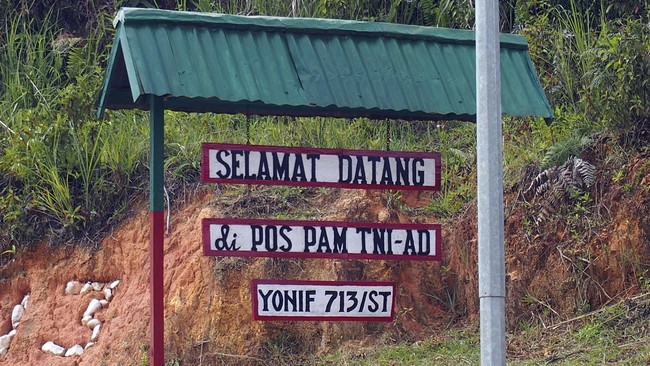 SELAMAT DATANG
di POS PAM TNI-AD
YONIF 713/ST